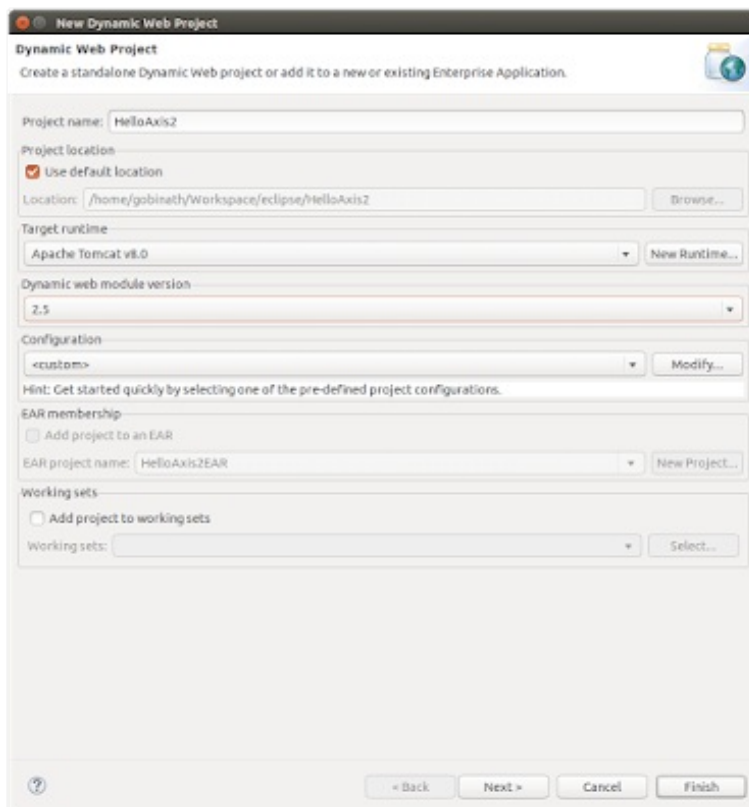 New Dynamic Web Project
Dynamic Web Project
Create a standalone Dynamic Web project or add it to a new or existing Enterprise Application.
Project name: HelloAxis2
Project location
Use default location
Location: /home/gobinath/Workspace/eclipse/HelloAxis2 Browse...
Target runtime
Apache Tomcat v8.0 New Runtime...
Dynamic web module version
2.5
Configuration
<custom> Modify...
Hint: Get started quickly by selecting one of the pre-defined project configurations.
EAR membership
Add project to an EAR
EAR project name: HelloAxis2EAR New Project...
Working sets
Add project to working sets
Working sets: Select...
? < Back Next > Cancel Finish